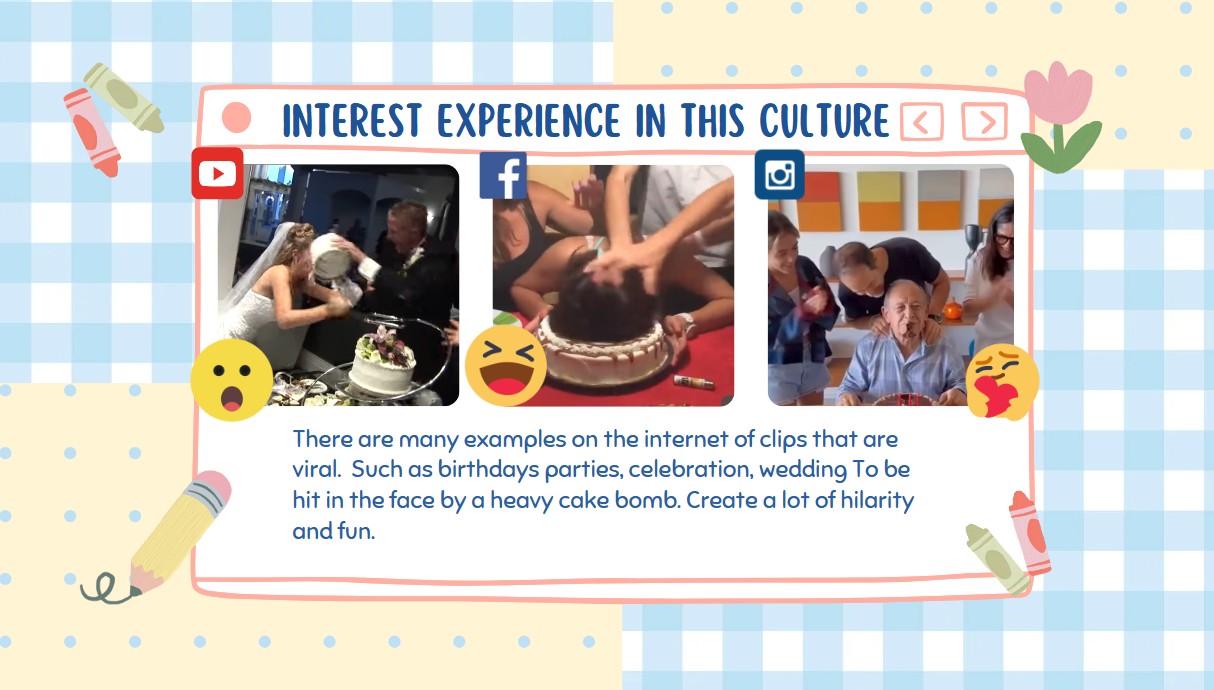 INTEREST EXPERIENCE IN THIS CULTURE
There are many examples on the internet of clips that are
viral.  Such as birthdays parties, celebration, wedding To be
hit in the face by a heavy cake bomb. Create a lot of hilarity
and fun.